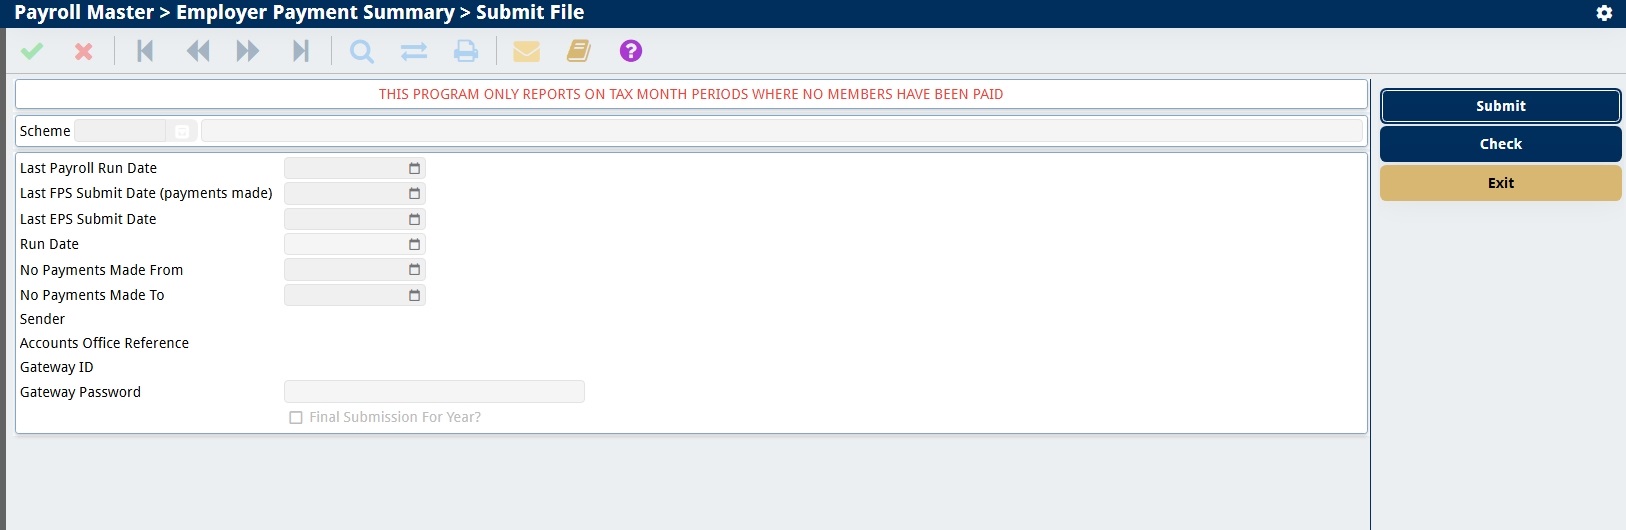 Payroll Master > Employer Payment Summary > Submit File
?
THIS PROGRAM ONLY REPORTS ON TAX MONTH PERIODS WHERE NO MEMBERS HAVE BEEN PAID
Submit
Scheme
Check
Last Payroll Run Date
Exit
Last FPS Submit Date (payments made)
Last EPS Submit Date
Run Date
No Payments Made From
No Payments Made To
Sender
Accounts Office Reference
Gateway ID
Gateway Password
Final Submission For Year?